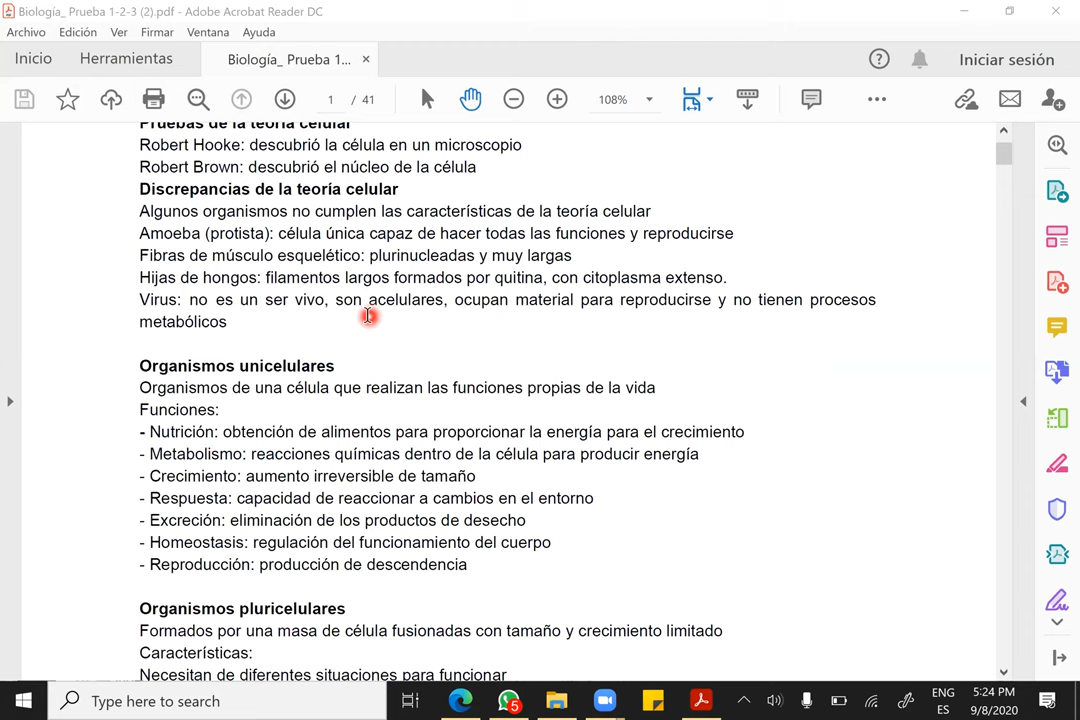 Biología_ Prueba 1-2-3 (2).pdf - Adobe Acrobat Reader DC
Archivo Edición Ver Firmar Ventana Ayuda
Inicio Herramientas Biología_ Prueba 1... × Iniciar sesión
1 / 41 108%
Pruebas de la teoría celular
Robert Hooke: descubrió la célula en un microscopio
Robert Brown: descubrió el núcleo de la célula
Discrepancias de la teoría celular
Algunos organismos no cumplen las características de la teoría celular
Amoeba (protista): célula única capaz de hacer todas las funciones y reproducirse
Fibras de músculo esquelético: plurinucleadas y muy largas
Hijas de hongos: filamentos largos formados por quitina, con citoplasma extenso.
Virus: no es un ser vivo, son acelulares, ocupan material para reproducirse y no tienen procesos
metabólicos
Organismos unicelulares
Organismos de una célula que realizan las funciones propias de la vida
Funciones:
- Nutrición: obtención de alimentos para proporcionar la energía para el crecimiento
- Metabolismo: reacciones químicas dentro de la célula para producir energía
- Crecimiento: aumento irreversible de tamaño
- Respuesta: capacidad de reaccionar a cambios en el entorno
- Excreción: eliminación de los productos de desecho
- Homeostasis: regulación del funcionamiento del cuerpo
- Reproducción: producción de descendencia
Organismos pluricelulares
Formados por una masa de célula fusionadas con tamaño y crecimiento limitado
Características:
Necesitan de diferentes situaciones para funcionar
Type here to search 5 ENG 5:24 PM
ES 9/8/2020